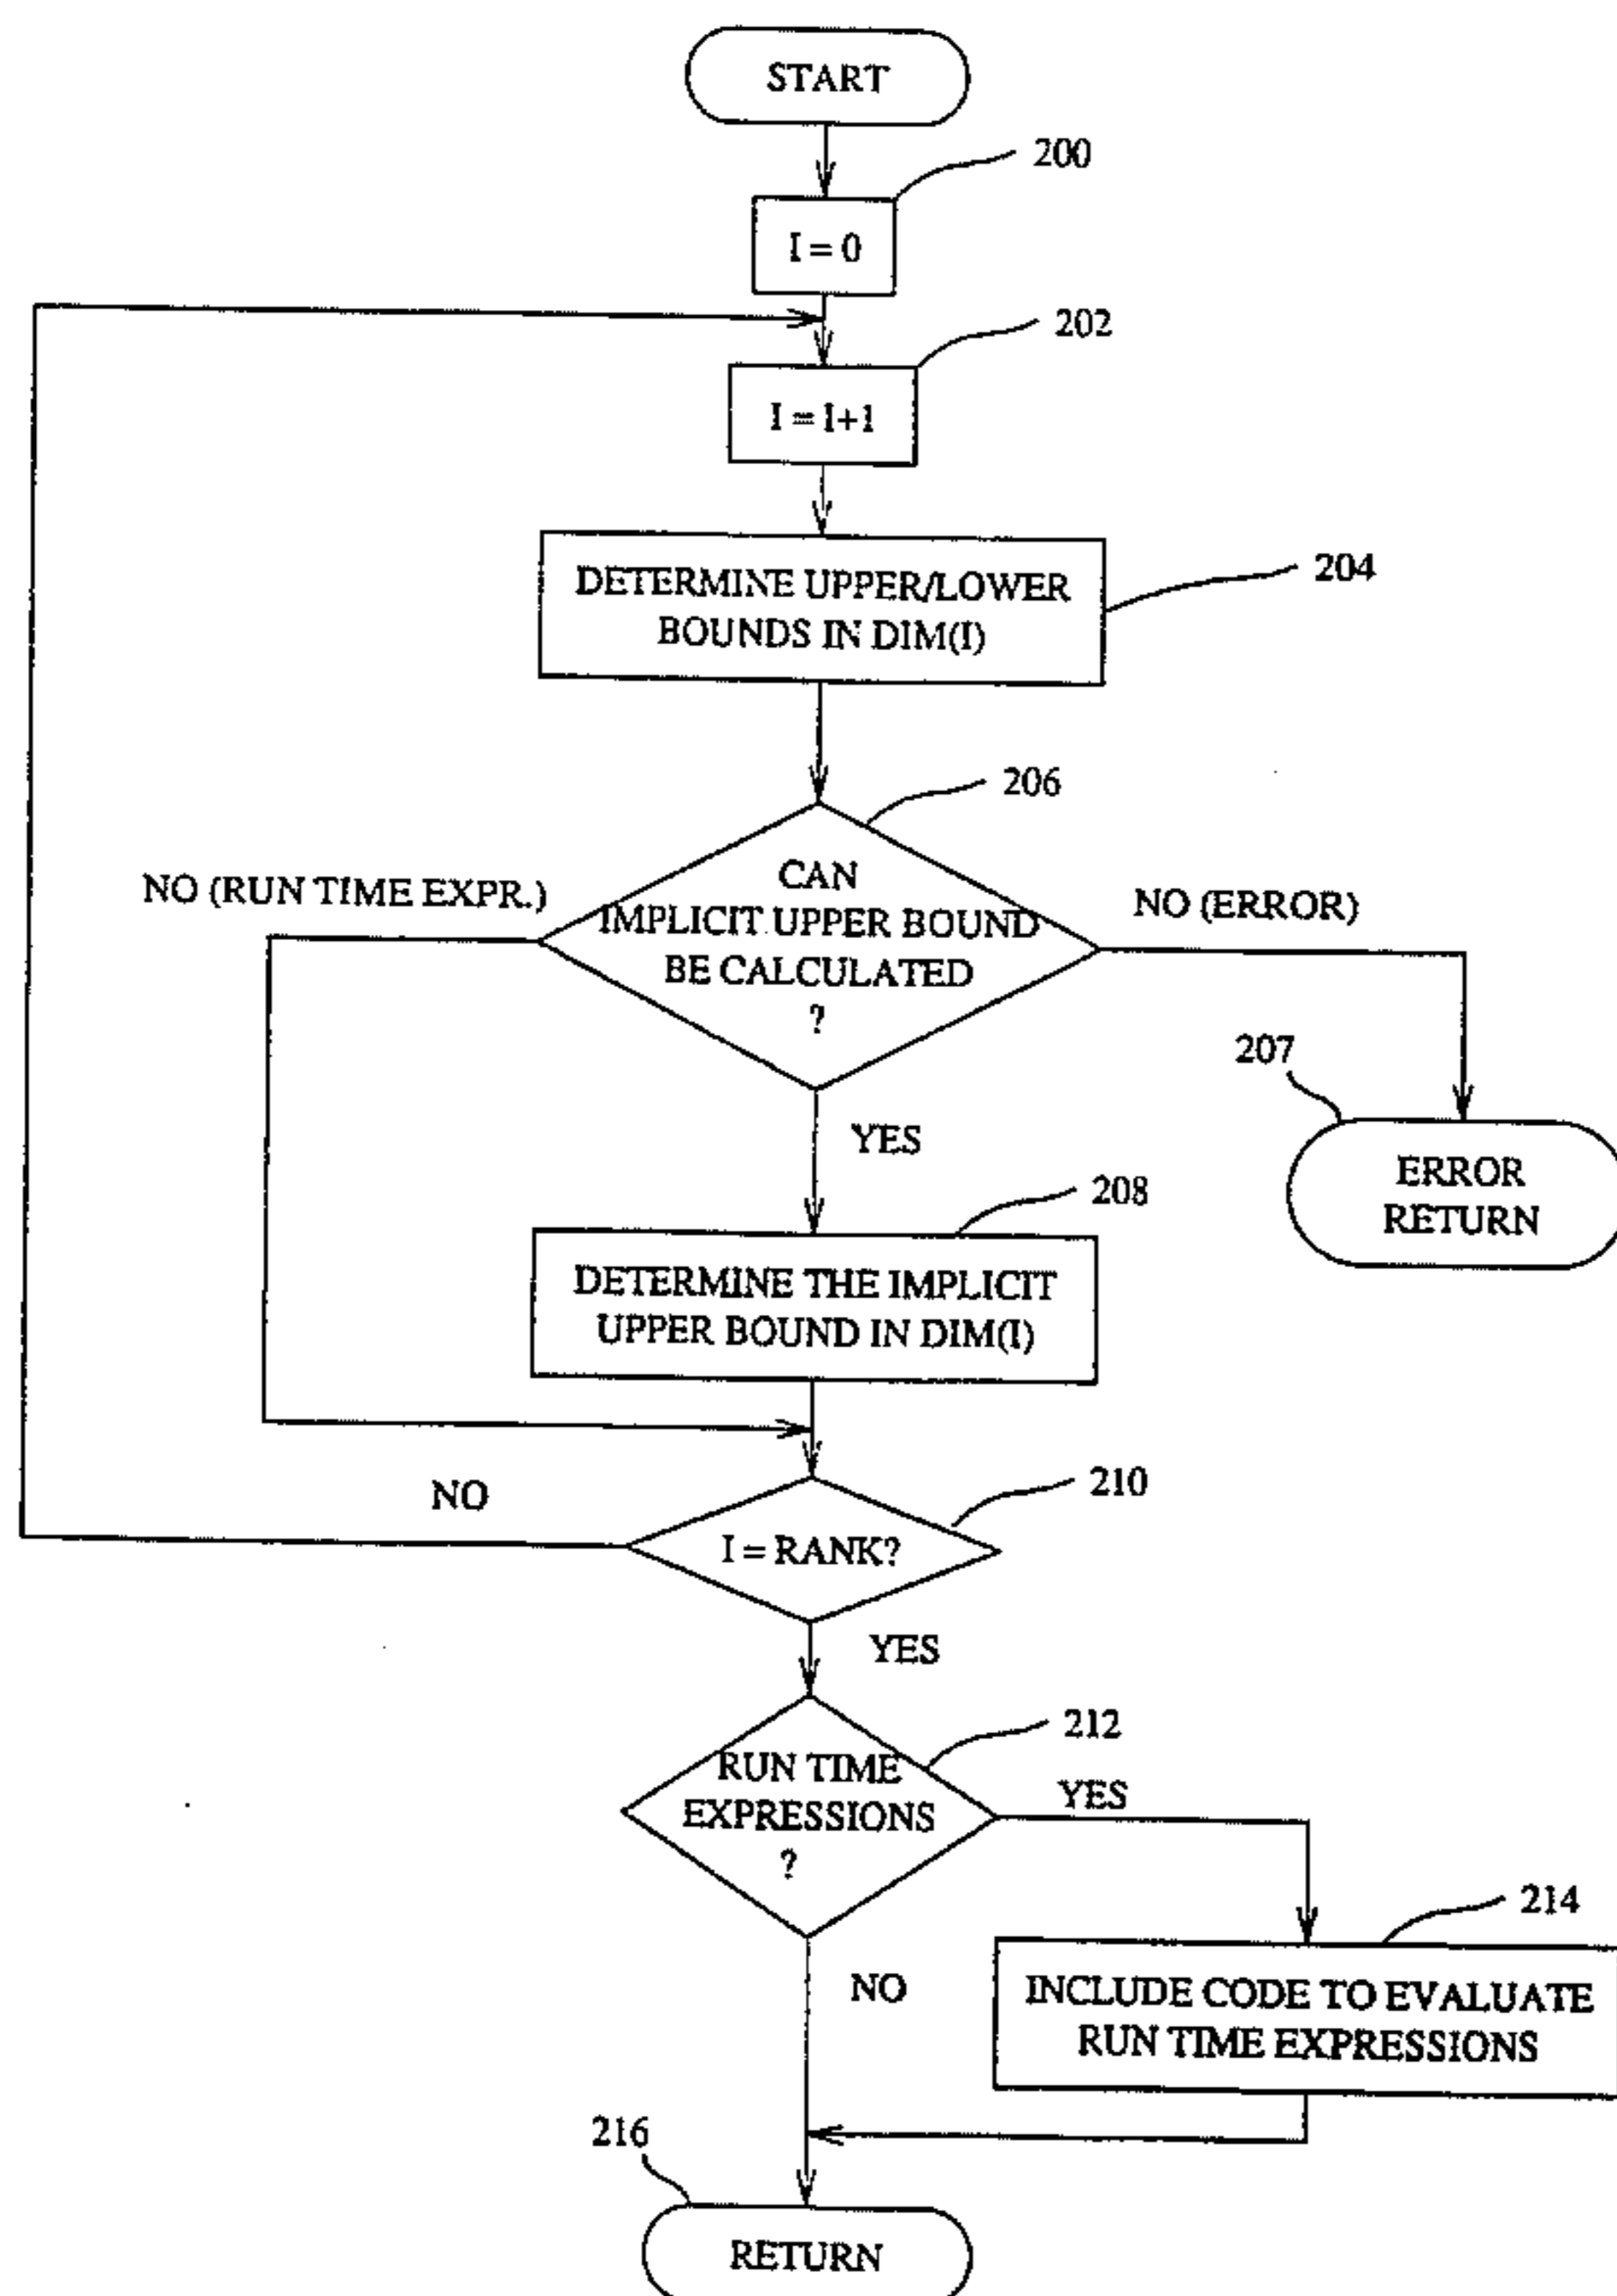 START
200
I = 0
202
I = I+1
DETERMINE UPPER/LOWER
BOUNDS IN DIM(I)
204
206
CAN
IMPLICIT UPPER BOUND
BE CALCULATED
?
NO (RUN TIME EXPR.)
NO (ERROR)
207
ERROR
RETURN
YES
208
DETERMINE THE IMPLICIT
UPPER BOUND IN DIM(I)
NO
210
I = RANK?
YES
212
RUN TIME
EXPRESSIONS
?
YES
214
INCLUDE CODE TO EVALUATE
RUN TIME EXPRESSIONS
NO
216
RETURN